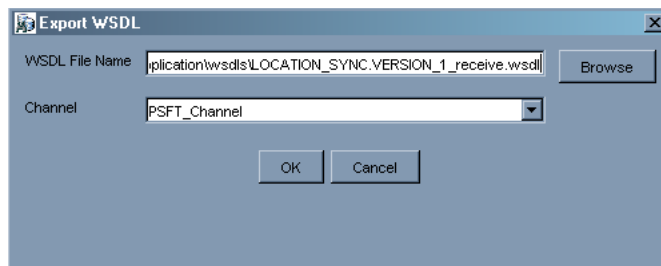 Export WSDL
WSDL File Name
plication\wsdls\LOCATION_SYNC.VERSION_1_receive.wsdl
Browse
Channel
PSFT_Channel
OK
Cancel